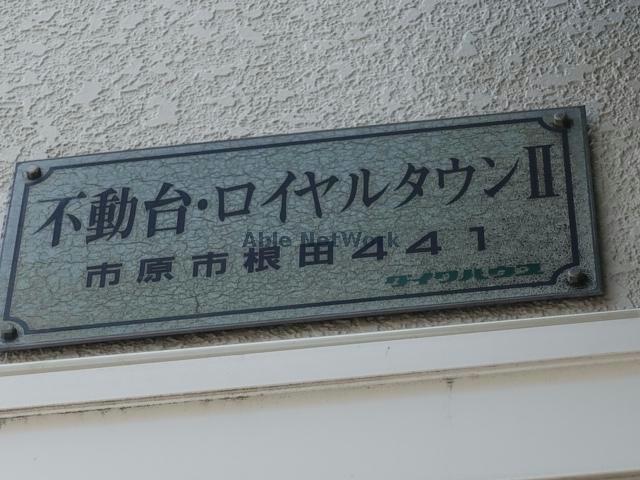 不動台・ロイヤルタウンⅡ
Able NetWork
市原市根田441
ダイワハウス